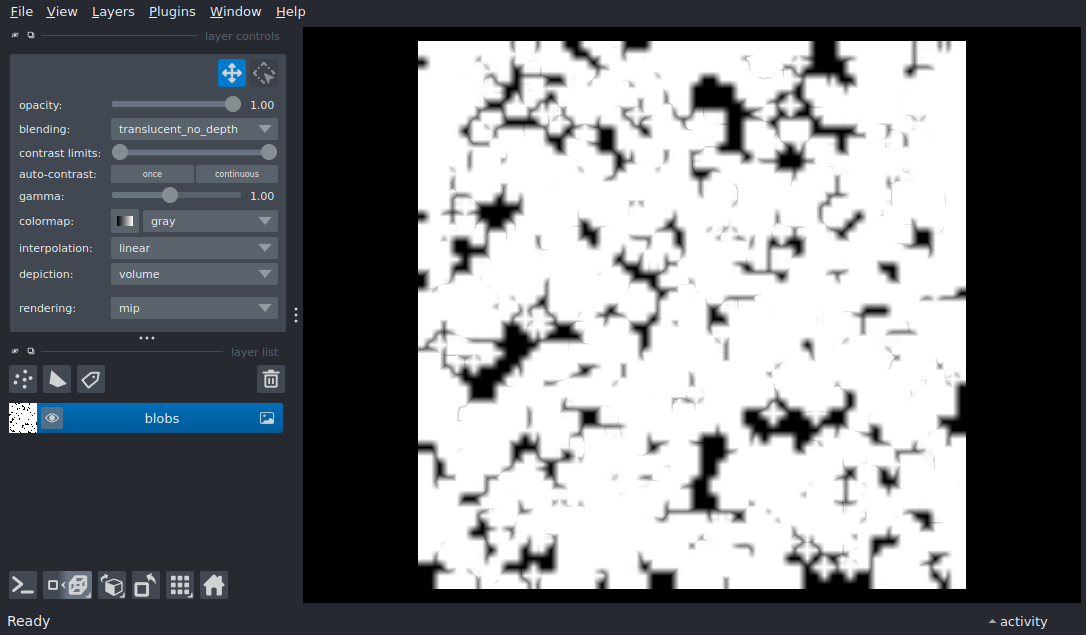 File View Layers Plugins Window Help
layer controls
opacity: 1.00
blending: translucent_no_depth
contrast limits:
auto-contrast: once continuous
gamma: 1.00
colormap: gray
interpolation: linear
depiction: volume
rendering: mip
layer list
blobs
Ready activity